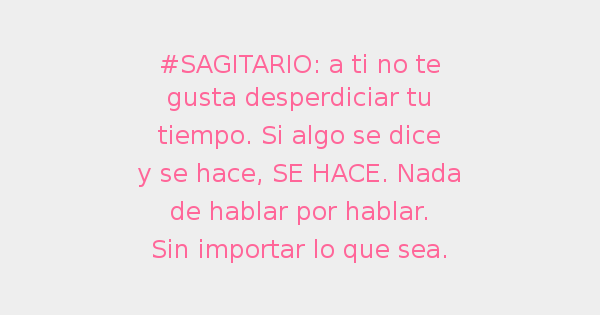 #SAGITARIO: a ti no te
gusta desperdiciar tu
tiempo. Si algo se dice
y se hace, SE HACE. Nada
de hablar por hablar.
Sin importar lo que sea.